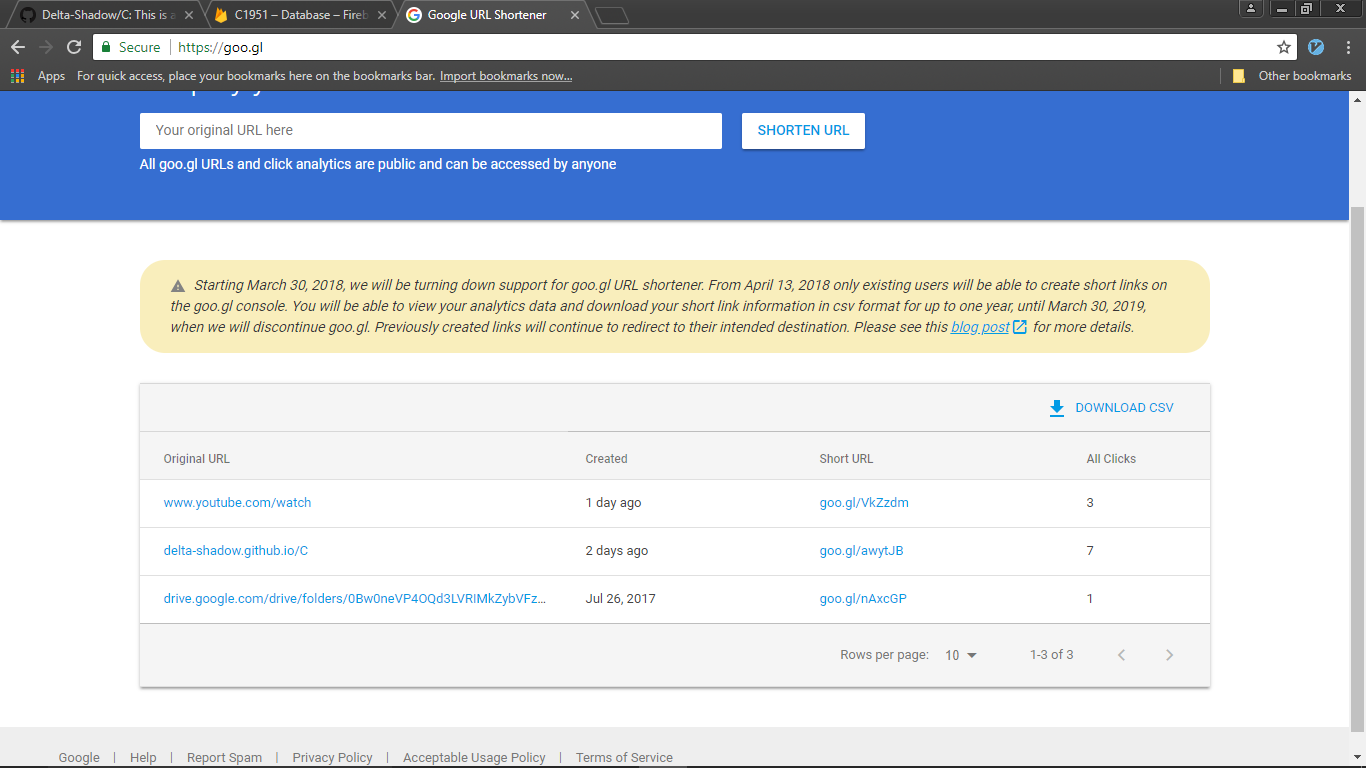 Delta-Shadow/C: This is a
C1951 – Database – Fireb
Google URL Shortener
Secure https://goo.gl
Apps For quick access, place your bookmarks here on the bookmarks bar. Import bookmarks now... Other bookmarks
Your original URL here
SHORTEN URL
All goo.gl URLs and click analytics are public and can be accessed by anyone
Starting March 30, 2018, we will be turning down support for goo.gl URL shortener. From April 13, 2018 only existing users will be able to create short links on
the goo.gl console. You will be able to view your analytics data and download your short link information in csv format for up to one year, until March 30, 2019,
when we will discontinue goo.gl. Previously created links will continue to redirect to their intended destination. Please see this blog post for more details.
DOWNLOAD CSV
Original URL Created Short URL All Clicks
www.youtube.com/watch 1 day ago goo.gl/VkZzdm 3
delta-shadow.github.io/C 2 days ago goo.gl/awytJB 7
drive.google.com/drive/folders/0Bw0neVP4OQd3LVRIMkZybVFz... Jul 26, 2017 goo.gl/nAxcGP 1
Rows per page: 10 1-3 of 3
Google | Help | Report Spam | Privacy Policy | Acceptable Usage Policy | Terms of Service